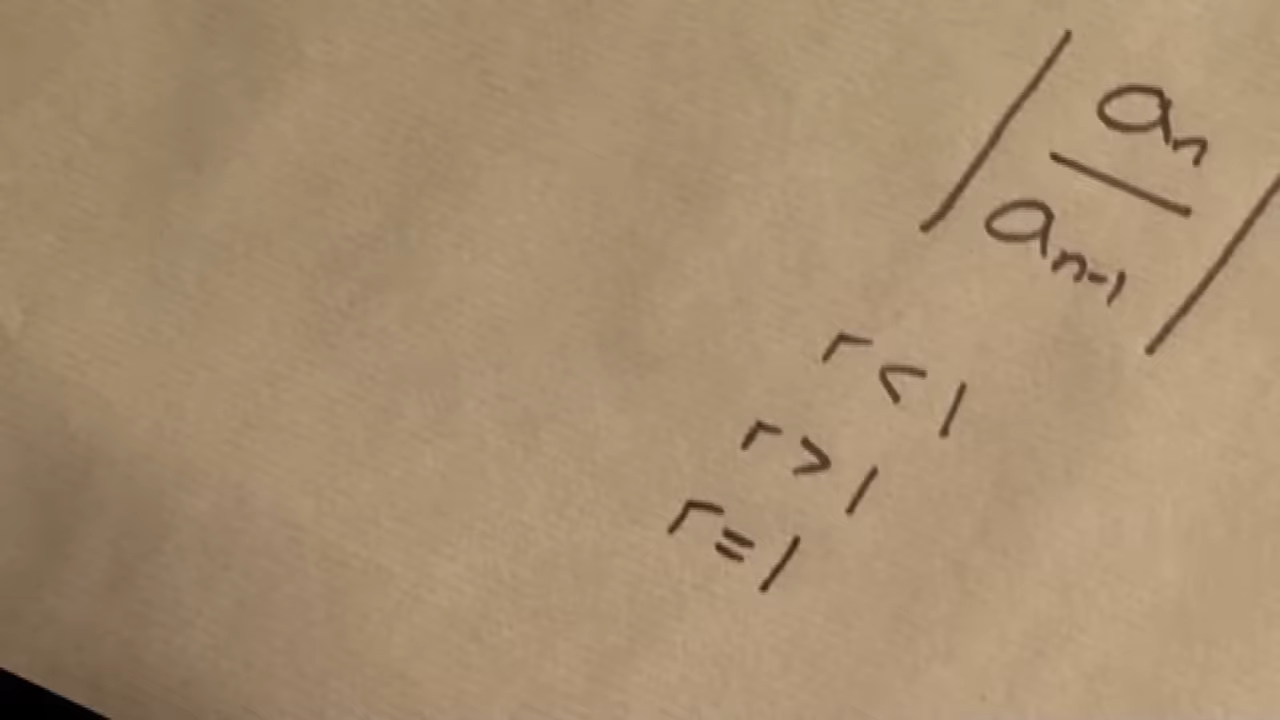 | aₙ / aₙ₋₁ |
r < 1
r > 1
r = 1